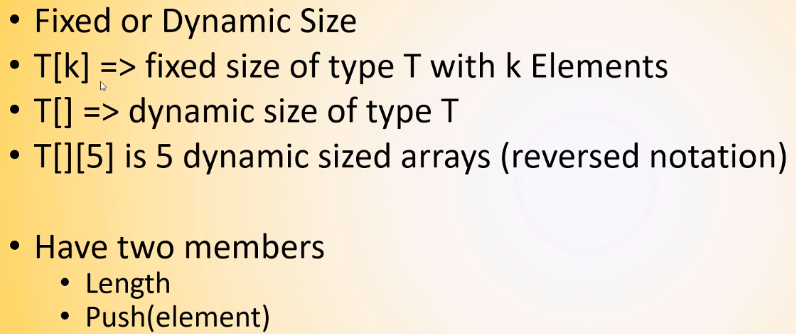 • Fixed or Dynamic Size
• T[k] => fixed size of type T with k Elements
• T[] => dynamic size of type T
• T[][5] is 5 dynamic sized arrays (reversed notation)
• Have two members
• Length
• Push(element)